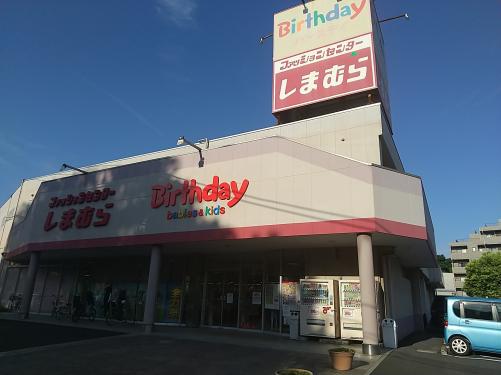 Birthday
ファッションセンター
しまむら
ファッションセンター
しまむら
Birthday
babies & kids